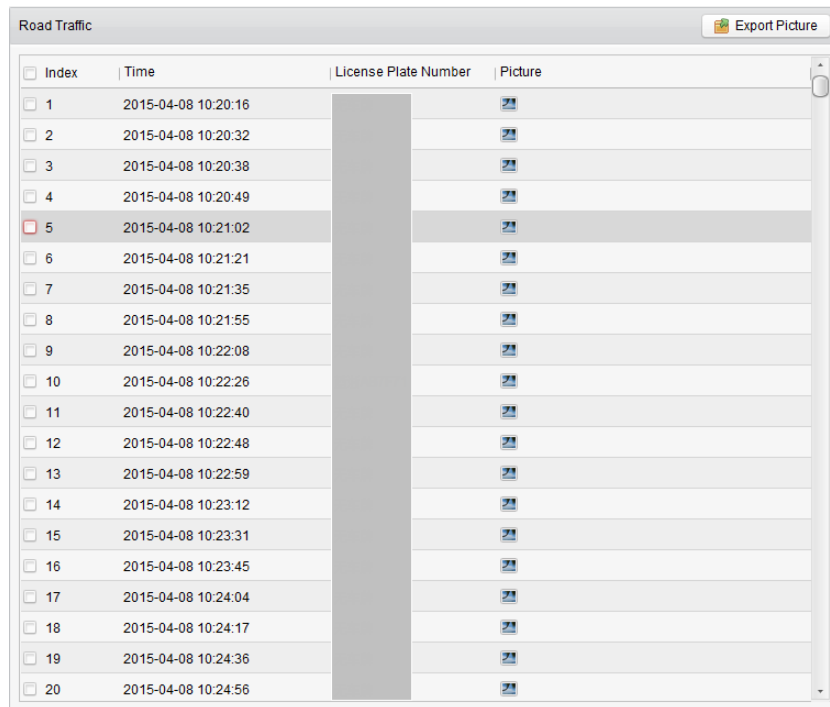 Road Traffic Export Picture
Index Time License Plate Number Picture
1 2015-04-08 10:20:16
2 2015-04-08 10:20:32
3 2015-04-08 10:20:38
4 2015-04-08 10:20:49
5 2015-04-08 10:21:02
6 2015-04-08 10:21:21
7 2015-04-08 10:21:35
8 2015-04-08 10:21:55
9 2015-04-08 10:22:08
10 2015-04-08 10:22:26
11 2015-04-08 10:22:40
12 2015-04-08 10:22:48
13 2015-04-08 10:22:59
14 2015-04-08 10:23:12
15 2015-04-08 10:23:31
16 2015-04-08 10:23:45
17 2015-04-08 10:24:04
18 2015-04-08 10:24:17
19 2015-04-08 10:24:36
20 2015-04-08 10:24:56